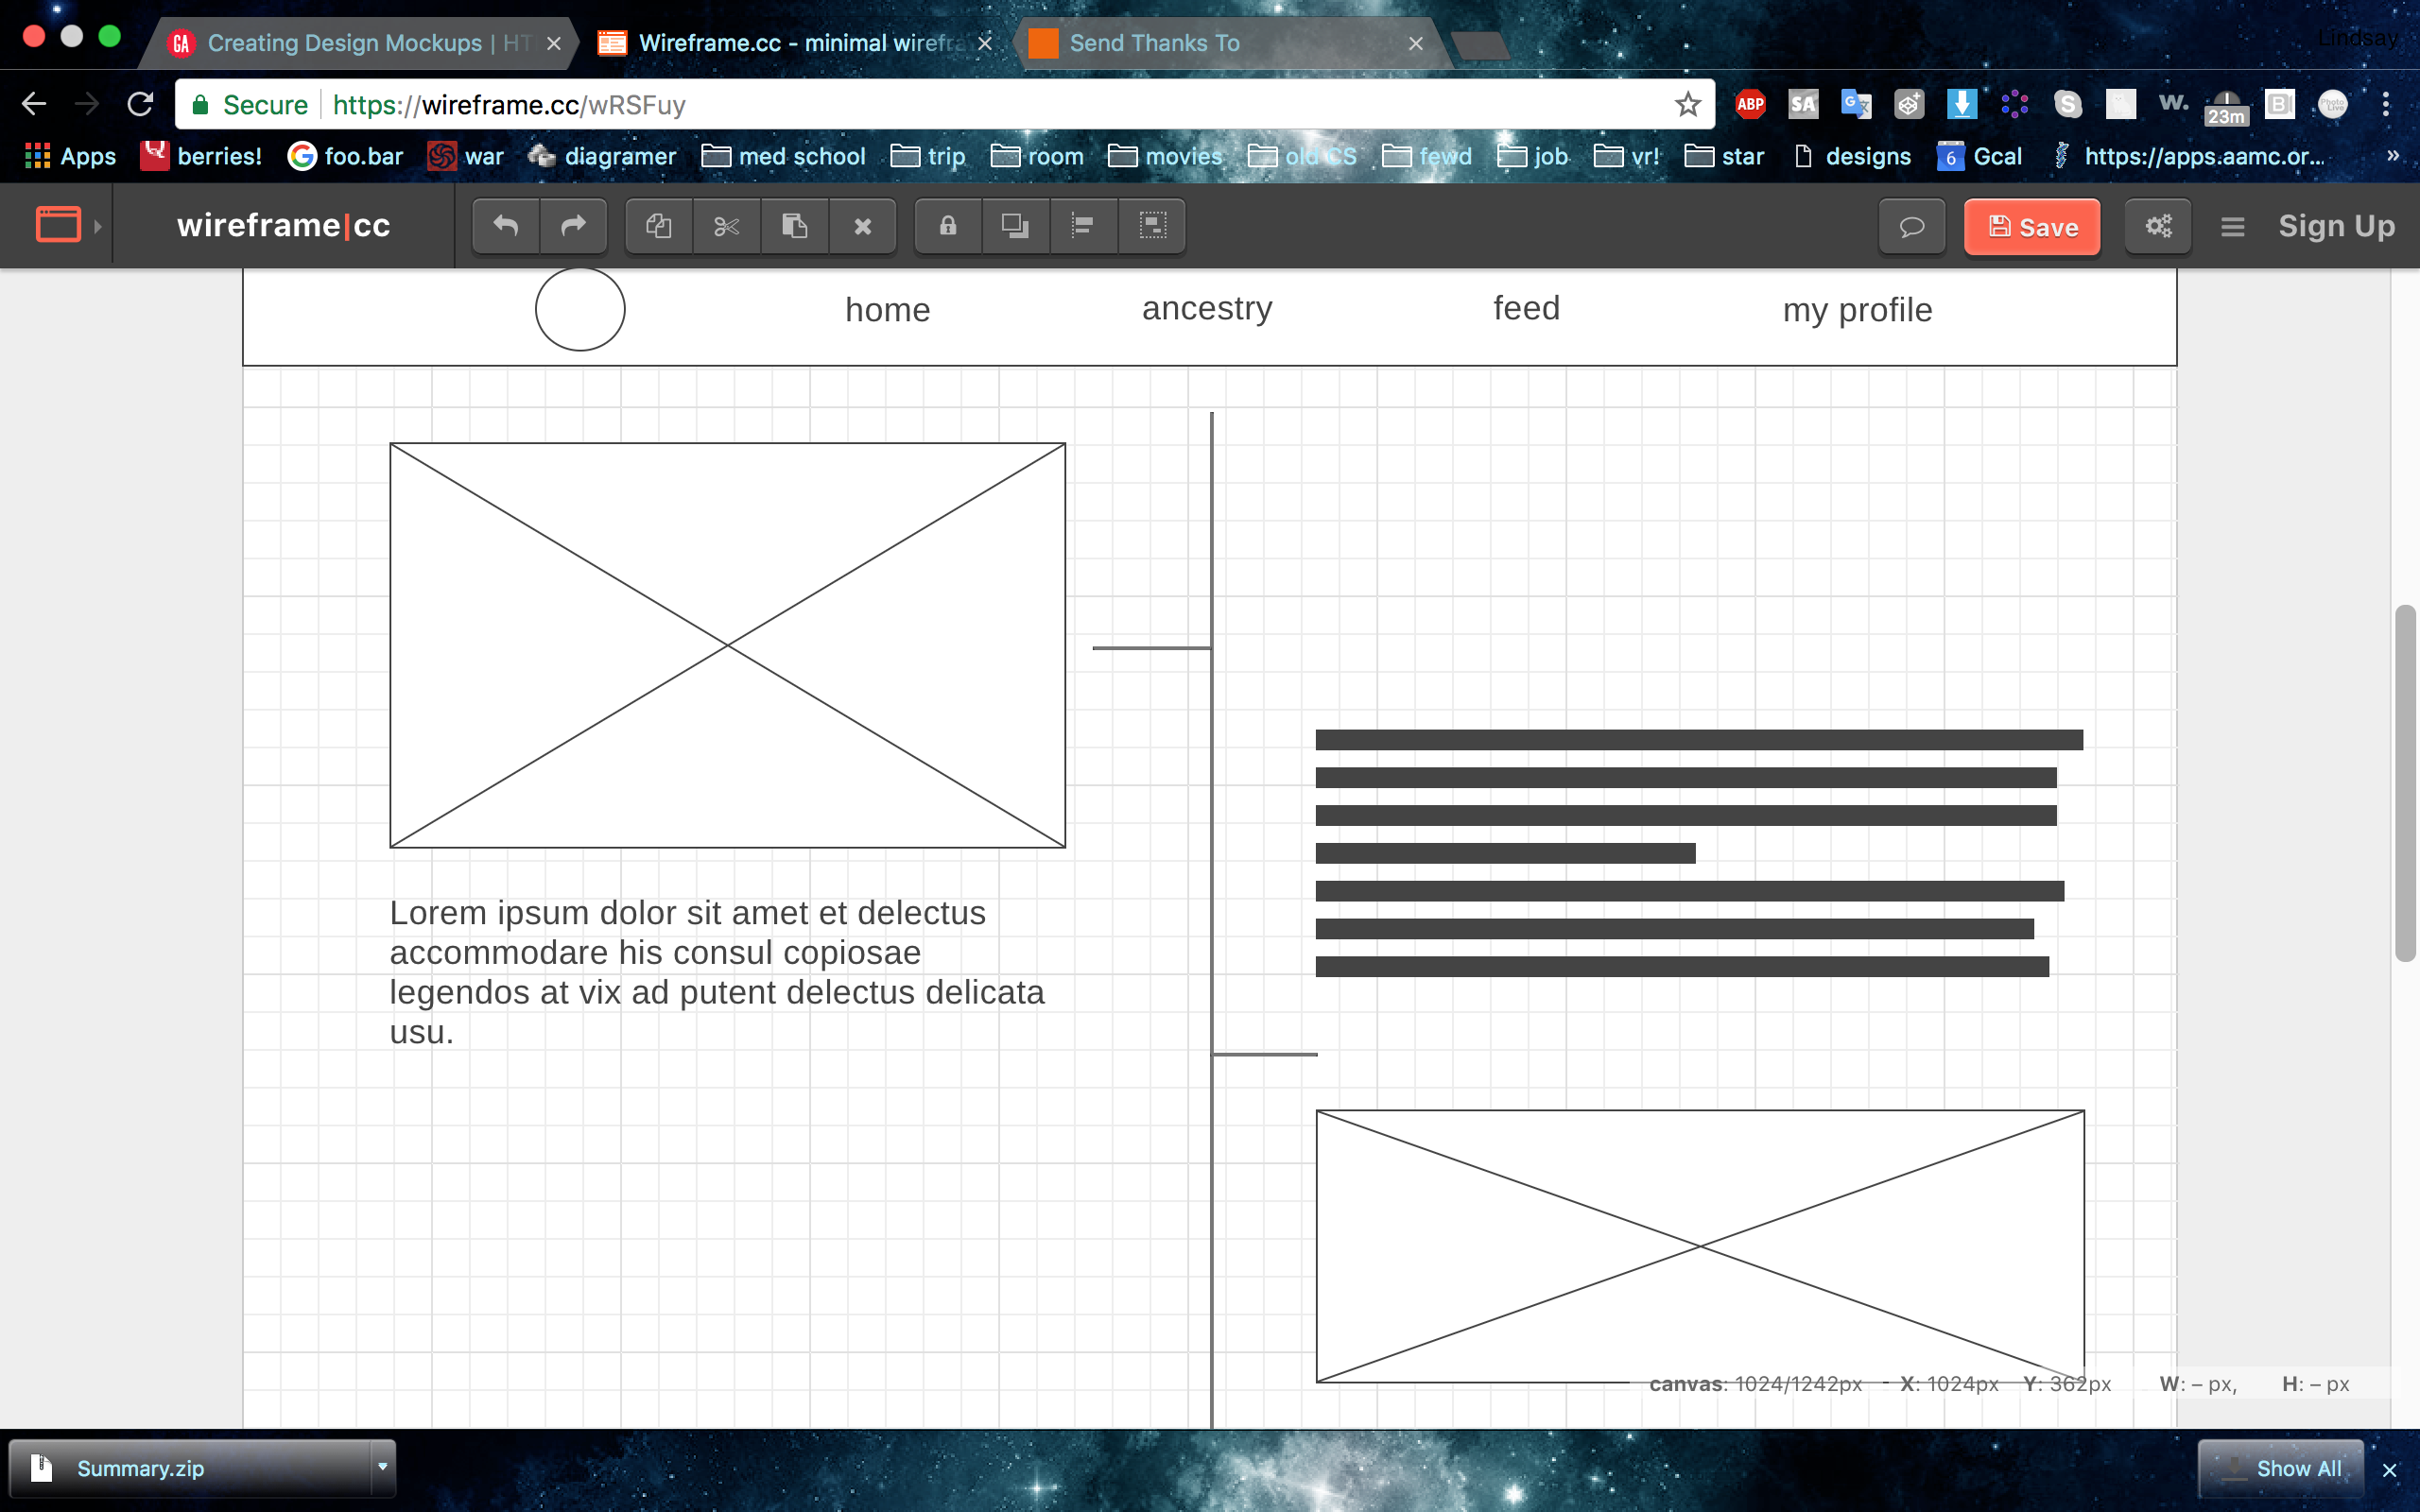 Creating Design Mockups | HT
Wireframe.cc - minimal wirefra
Send Thanks To
Lindsay
Secure https://wireframe.cc/wRSFuy
ABP
SA
S
w.
23m
B
Apps
berries!
foo.bar
war
diagramer
med school
trip
room
movies
old CS
fewd
job
vr!
star
designs
6
Gcal
https://apps.aamc.or...
»
wireframe|cc
Save
Sign Up
home
ancestry
feed
my profile
Lorem ipsum dolor sit amet et delectus
accommodare his consul copiosae
legendos at vix ad putent delectus delicata
usu.
canvas: 1024/1242px - X: 1024px Y: 362px W: – px, H: – px
Summary.zip
Show All